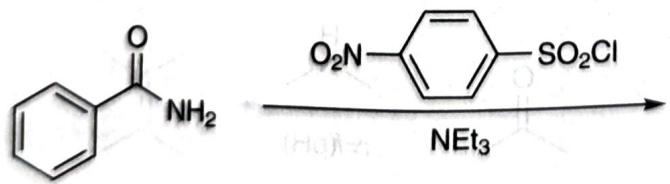 O
NH₂
O₂N
SO₂Cl
NEt₃